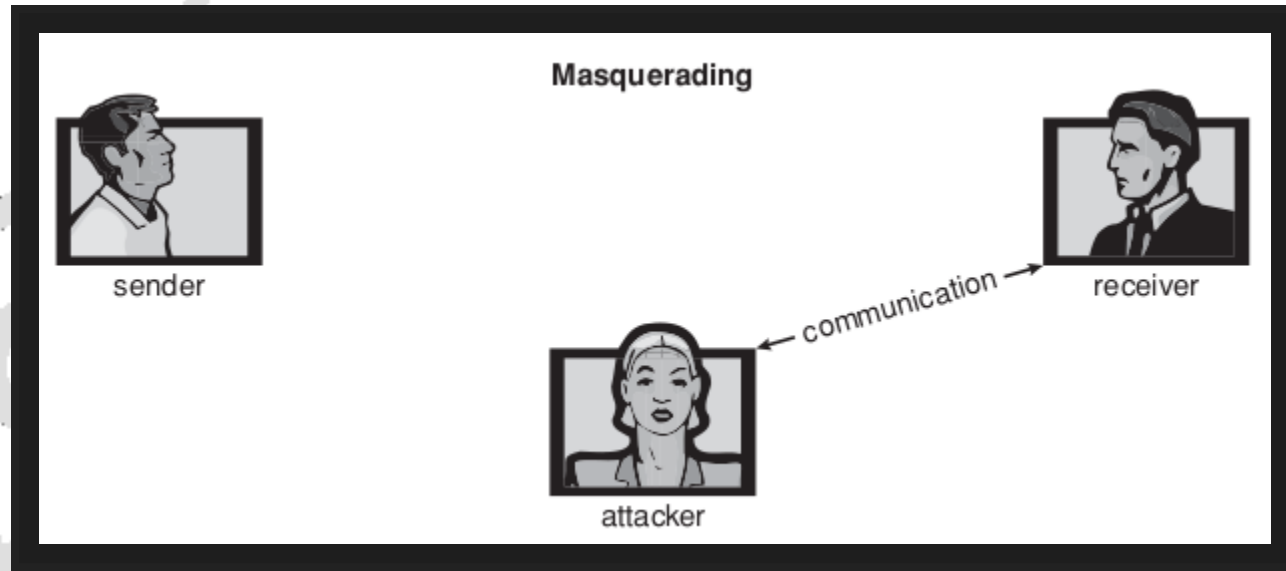 Masquerading
sender
receiver
communication
attacker